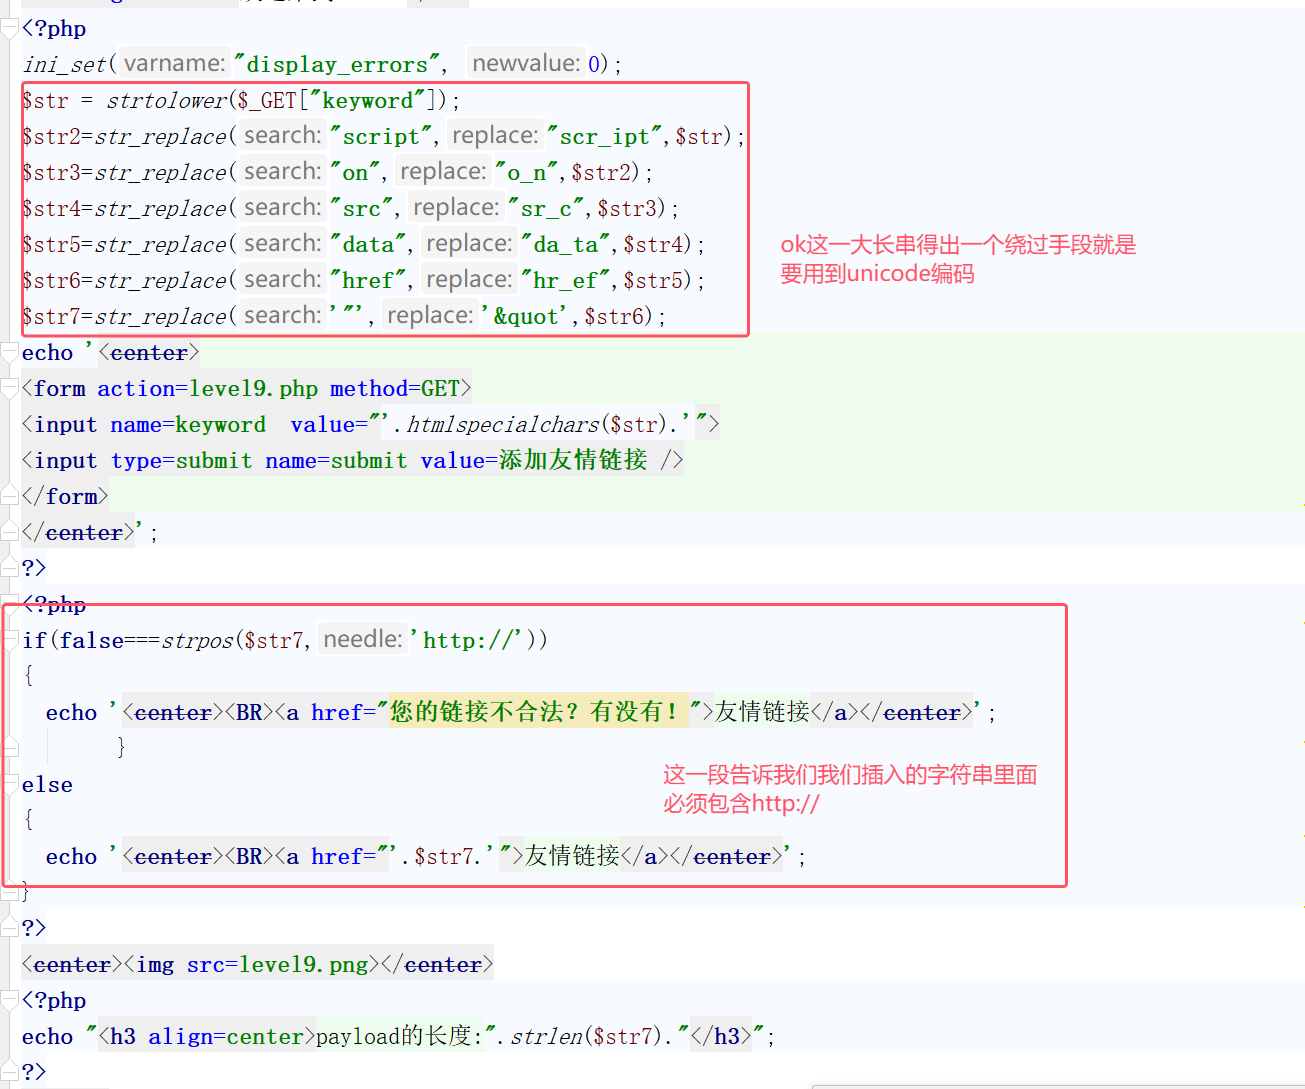 <?php
ini_set( varname: "display_errors", newvalue: 0);
$str = strtolower($_GET["keyword"]);
$str2=str_replace( search: "script", replace: "scr_ipt",$str);
$str3=str_replace( search: "on", replace: "o_n",$str2);
$str4=str_replace( search: "src", replace: "sr_c",$str3);
$str5=str_replace( search: "data", replace: "da_ta",$str4);
$str6=str_replace( search: "href", replace: "hr_ef",$str5);
$str7=str_replace( search: '"', replace: '&quot',$str6);
ok这一大长串得出一个绕过手段就是
要用到unicode编码
echo '<center>
<form action=level9.php method=GET>
<input name=keyword  value="'.htmlspecialchars($str).'">
<input type=submit name=submit value=添加友情链接 />
</form>
</center>';
?>
<?php
if(false===strpos($str7, needle: 'http://'))
{
echo '<center><BR><a href="您的链接不合法？有没有！">友情链接</a></center>';
}
else
{
echo '<center><BR><a href="'.$str7.'">友情链接</a></center>';
}
这一段告诉我们我们插入的字符串里面
必须包含http://
?>
<center><img src=level9.png></center>
<?php
echo "<h3 align=center>payload的长度:".strlen($str7)."</h3>";
?>